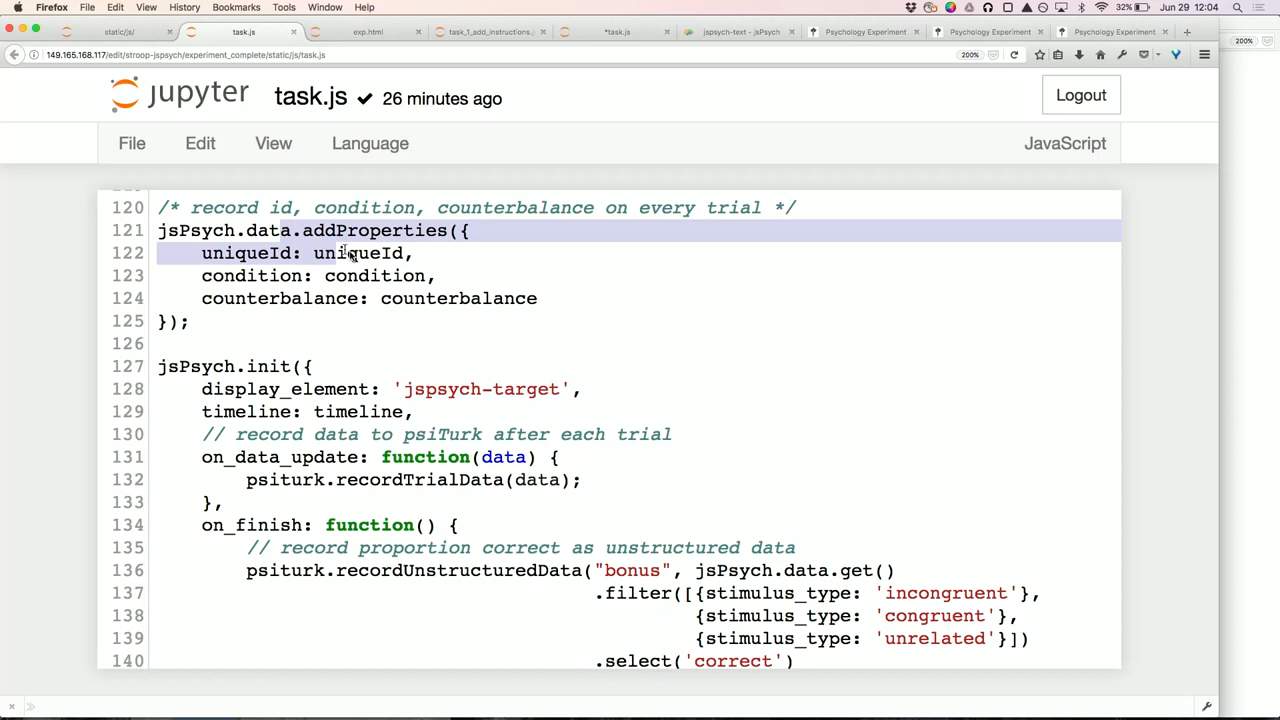 Firefox File Edit View History Bookmarks Tools Window Help 32% Jun 29 12:04
static/js/ task.js exp.html task_1_add_instructions. *task.js jspsych-text - jsPsych Psychology Experiment Psychology Experiment Psychology Experiment
149.165.168.117/edit/stroop-jspsych/experiment_complete/static/js/task.js 200% 200%
jupyter task.js 26 minutes ago Logout
File Edit View Language JavaScript
120 /* record id, condition, counterbalance on every trial */
121 jsPsych.data.addProperties({
122 uniqueId: uniqueId,
123 condition: condition,
124 counterbalance: counterbalance
125 });
126
127 jsPsych.init({
128 display_element: 'jspsych-target',
129 timeline: timeline,
130 // record data to psiTurk after each trial
131 on_data_update: function(data) {
132 psiturk.recordTrialData(data);
133 },
134 on_finish: function() {
135 // record proportion correct as unstructured data
136 psiturk.recordUnstructuredData("bonus", jsPsych.data.get()
137 .filter([{stimulus_type: 'incongruent'},
138 {stimulus_type: 'congruent'},
139 {stimulus_type: 'unrelated'}])
140 .select('correct')